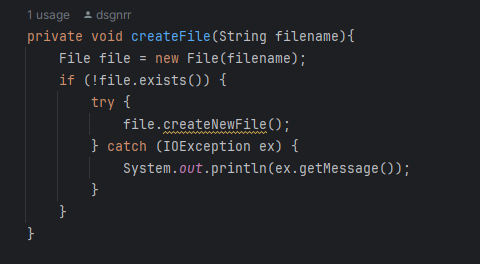 1 usage dsgnrr
private void createFile(String filename){
    File file = new File(filename);
    if (!file.exists()) {
        try {
            file.createNewFile();
        } catch (IOException ex) {
            System.out.println(ex.getMessage());
        }
    }
}